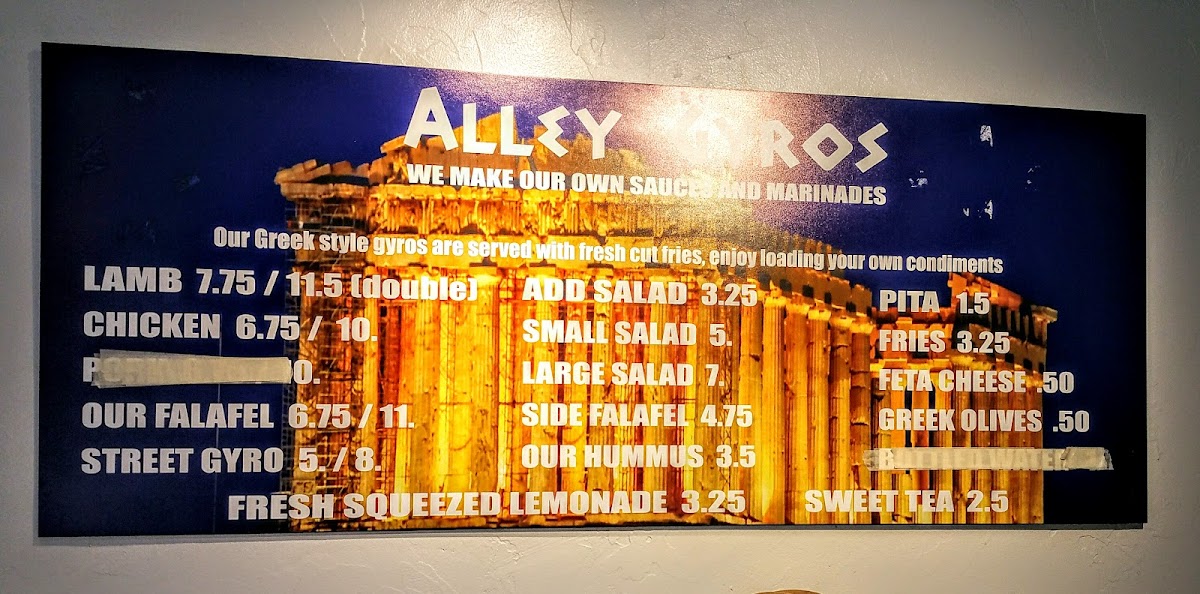 ALLEY GYROS
WE MAKE OUR OWN SAUCES AND MARINADES
Our Greek style gyros are served with fresh cut fries, enjoy loading your own condiments
LAMB 7.75 / 11.5 (double)
CHICKEN 6.75 / 10.
0.
OUR FALAFEL 6.75 / 11.
STREET GYRO 5. / 8.
ADD SALAD 3.25
SMALL SALAD 5.
LARGE SALAD 7.
SIDE FALAFEL 4.75
OUR HUMMUS 3.5
PITA 1.5
FRIES 3.25
FETA CHEESE .50
GREEK OLIVES .50
BOTTLED WATER
FRESH SQUEEZED LEMONADE 3.25
SWEET TEA 2.5